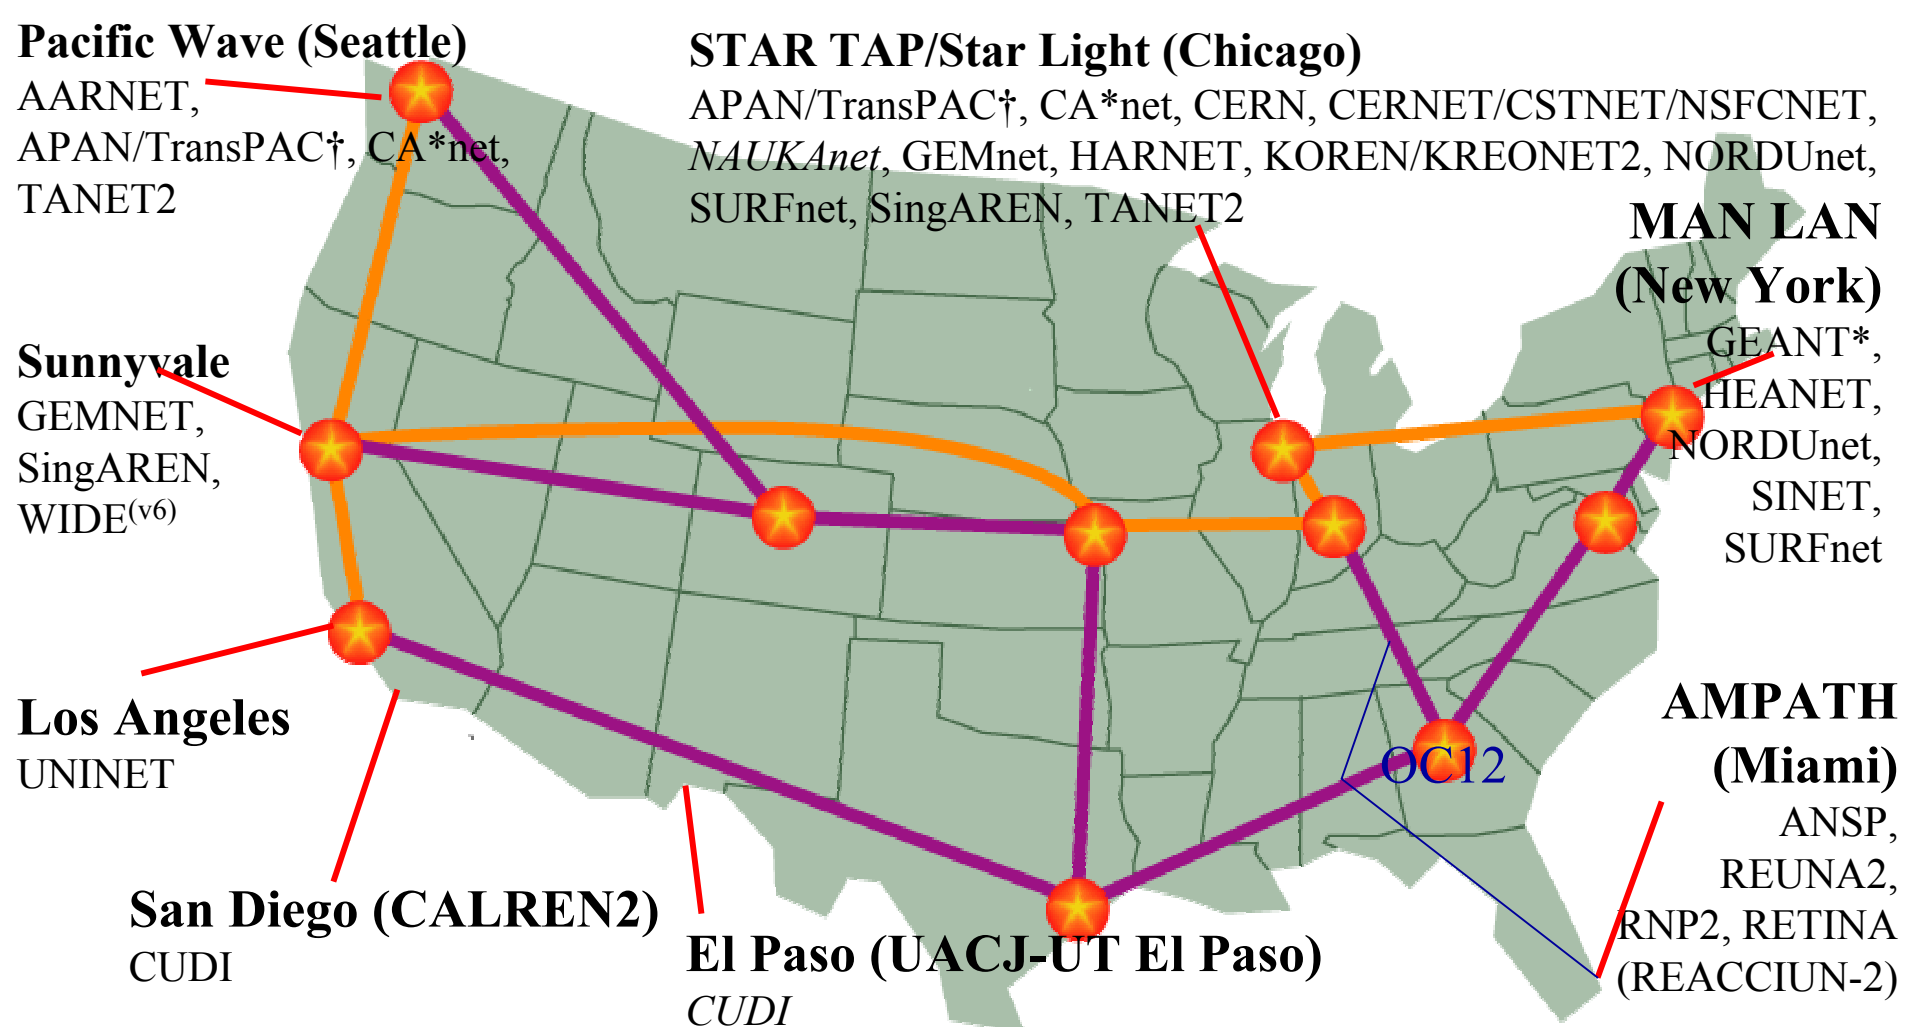 Pacific Wave (Seattle)
AARNET,
APAN/TransPAC†, CA*net,
TANET2
STAR TAP/Star Light (Chicago)
APAN/TransPAC†, CA*net, CERN, CERNET/CSTNET/NSFCNET,
NAUKAnet, GEMnet, HARNET, KOREN/KREONET2, NORDUnet,
SURFnet, SingAREN, TANET2
MAN LAN
(New York)
GEANT*,
HEANET,
NORDUnet,
SINET,
SURFnet
Sunnyvale
GEMNET,
SingAREN,
WIDE(v6)
Los Angeles
UNINET
San Diego (CALREN2)
CUDI
El Paso (UACJ-UT El Paso)
CUDI
OC12
AMPATH
(Miami)
ANSP,
REUNA2,
RNP2, RETINA
(REACCIUN-2)